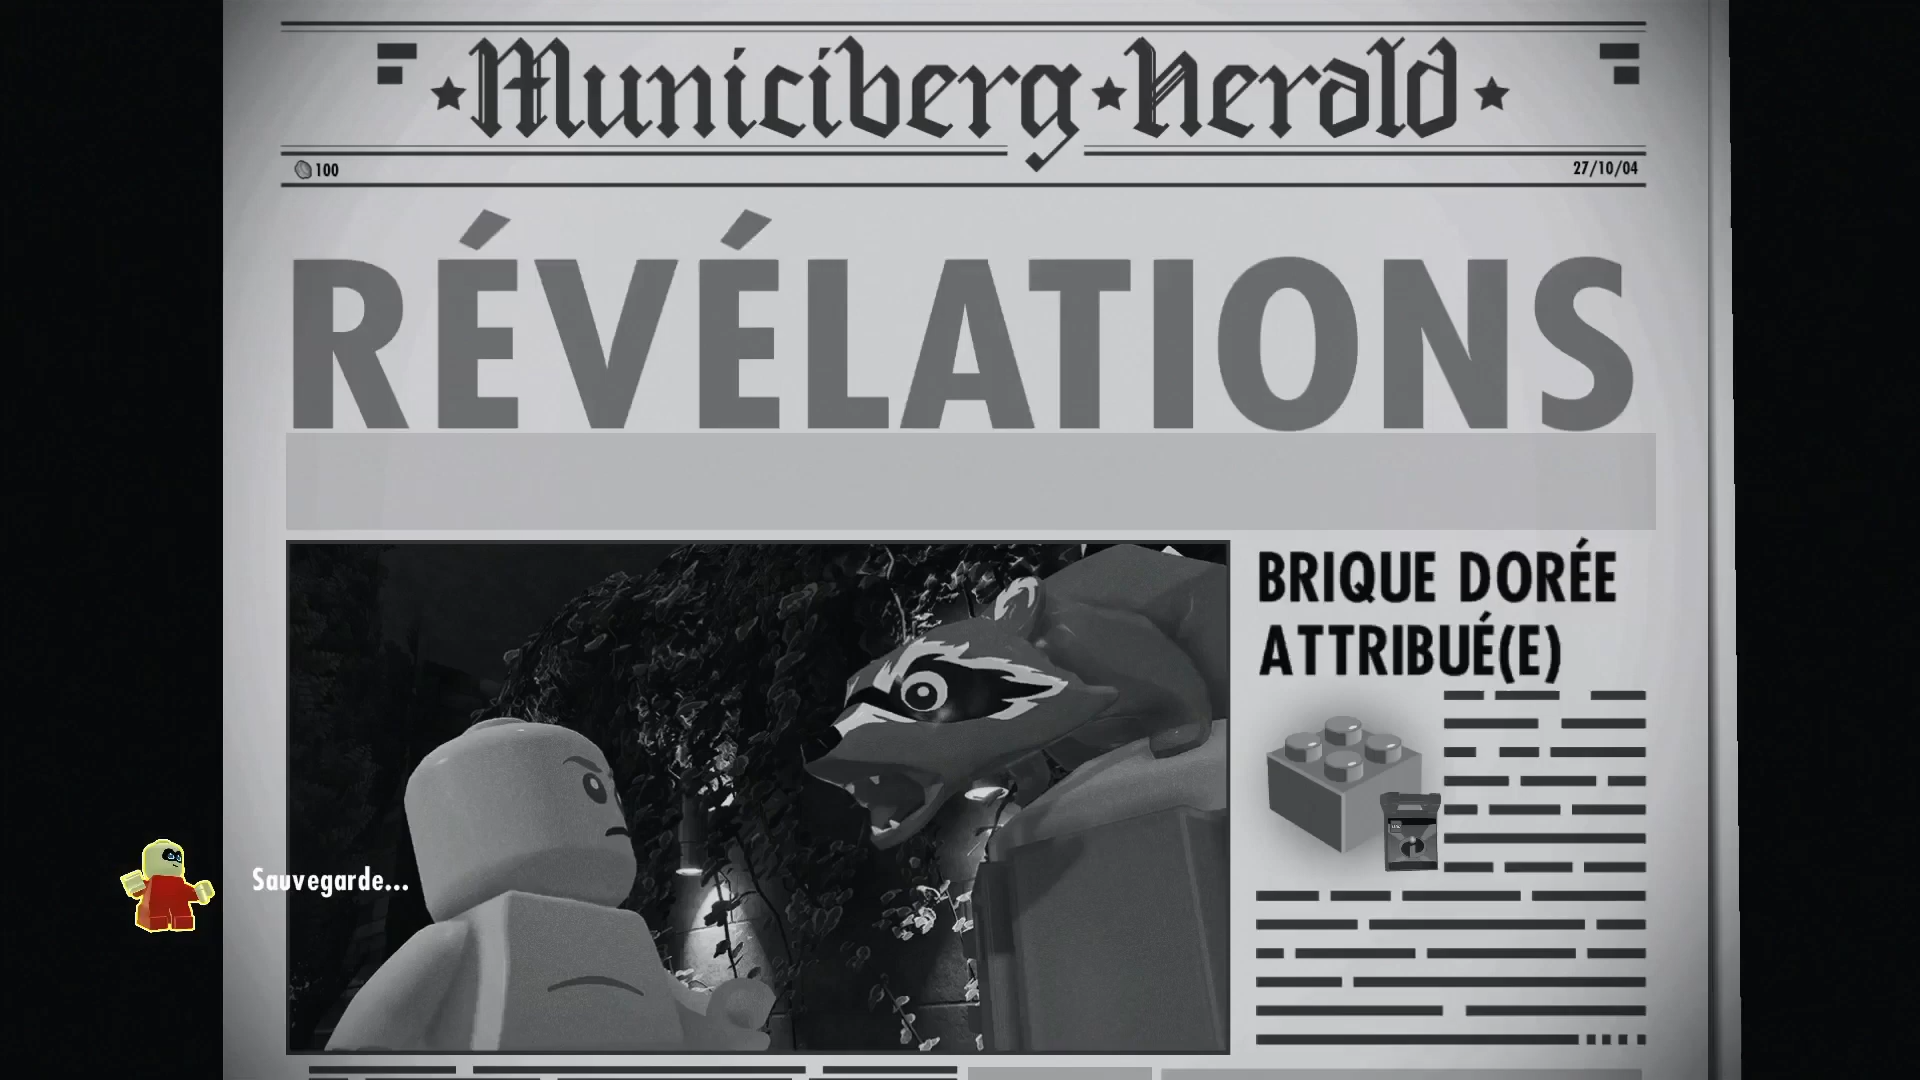 Municiberg Herald
100
27/10/04
RÉVÉLATIONS
BRIQUE DORÉE
ATTRIBUÉ(E)
Sauvegarde...